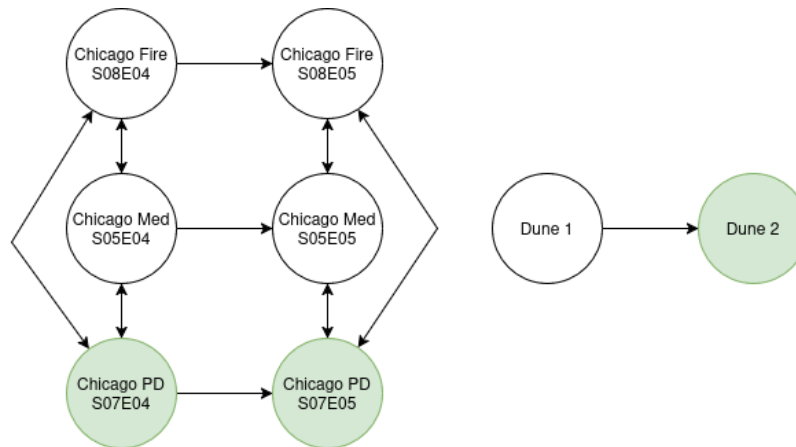 Chicago Fire
S08E04
Chicago Fire
S08E05
Chicago Med
S05E04
Chicago Med
S05E05
Dune 1
Dune 2
Chicago PD
S07E04
Chicago PD
S07E05